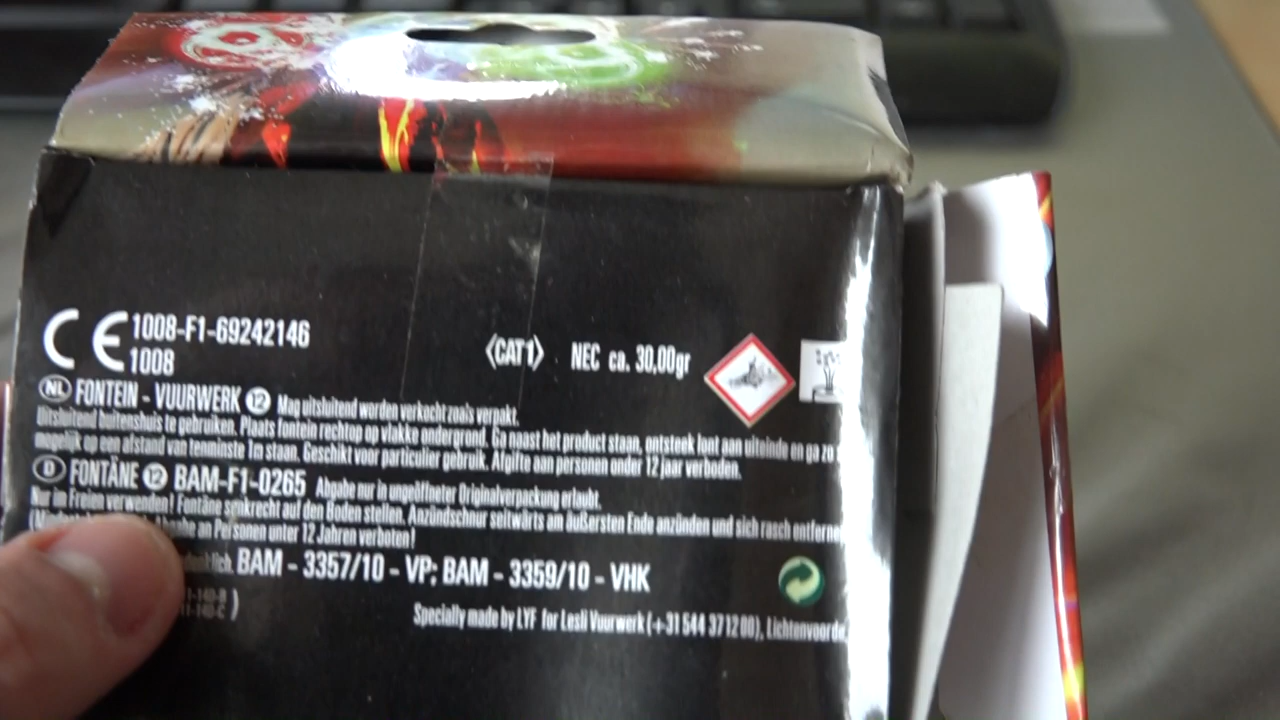 CE 1008-F1-69242146
1008
<CAT1> NEC ca. 30,00gr
NL FONTEIN - VUURWERK 12 Mag uitsluitend worden verkocht zoals verpakt.
Uitsluitend buitenshuis te gebruiken. Plaats fontein rechtop op vlakke ondergrond. Ga naast het product staan, ontsteek lont aan uiteinde en ga zo
mogelijk op een afstand van tenminste 1m staan. Geschikt voor particulier gebruik. Afgifte aan personen onder 12 jaar verboden.
D FONTÄNE 12 BAM-F1-0265 Abgabe nur in ungeöffneter Originalverpackung erlaubt.
Nur im Freien verwenden! Fontäne senkrecht auf den Boden stellen. Anzündschnur seitwärts am äußersten Ende anzünden und sich rasch entferne
an Personen unter 12 Jahren verboten!
BAM - 3357/10 - VP; BAM - 3359/10 - VHK
)
Specially made by LYF for Lesli Vuurwerk (+31 544 371200), Lichtenvoorde